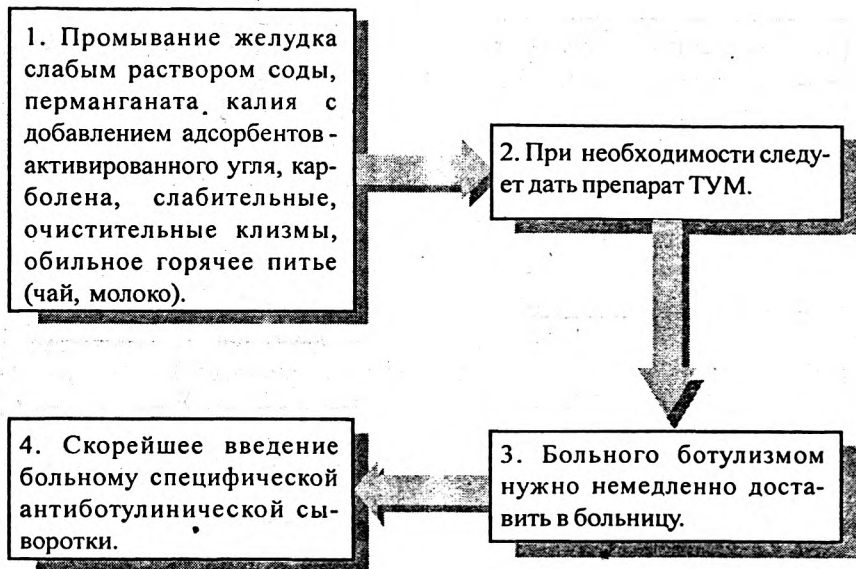 1. Промывание желудка
слабым раствором соды,
перманганата калия с
добавлением адсорбентов -
активированного угля, кар-
болена, слабительные,
очистительные клизмы,
обильное горячее питье
(чай, молоко).
2. При необходимости следу-
ет дать препарат ТУМ.
3. Больного ботулизмом
нужно немедленно доста-
вить в больницу.
4. Скорейшее введение
больному специфической
антиботулинической сы-
воротки.